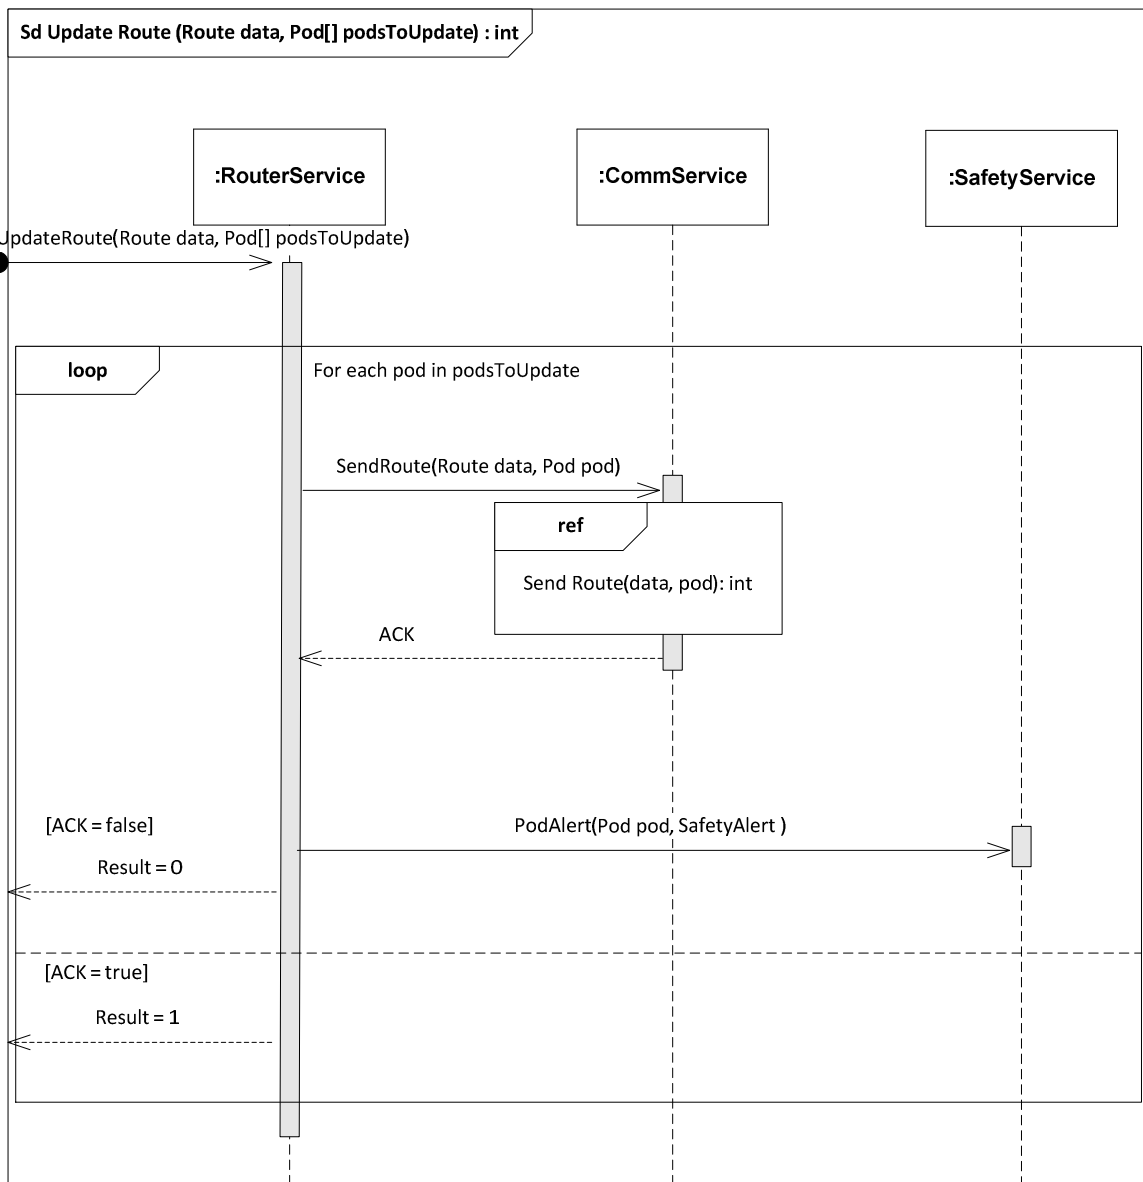 Sd Update Route (Route data, Pod[] podsToUpdate) : int
:RouterService
:CommService
:SafetyService
UpdateRoute(Route data, Pod[] podsToUpdate)
loop
For each pod in podsToUpdate
SendRoute(Route data, Pod pod)
ref
Send Route(data, pod): int
ACK
[ACK = false]
PodAlert(Pod pod, SafetyAlert )
Result = 0
[ACK = true]
Result = 1